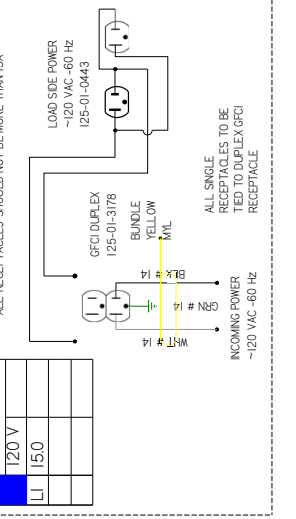 ALL RECEPTACLES SHOULD NOT BE MORE THAN 15A
LOAD SIDE POWER
~120 VAC -60 Hz
125-01-0443
GFCI DUPLEX
125-01-3178
BUNDLE
YELLOW
MYL
ALL SINGLE
RECEPTACLES TO BE
TIED TO DUPLEX GFCI
RECEPTACLE
BLK # 14
GRN # 14
WHT # 14
INCOMING POWER
~120 VAC -60 Hz
120 V
L1 15.0